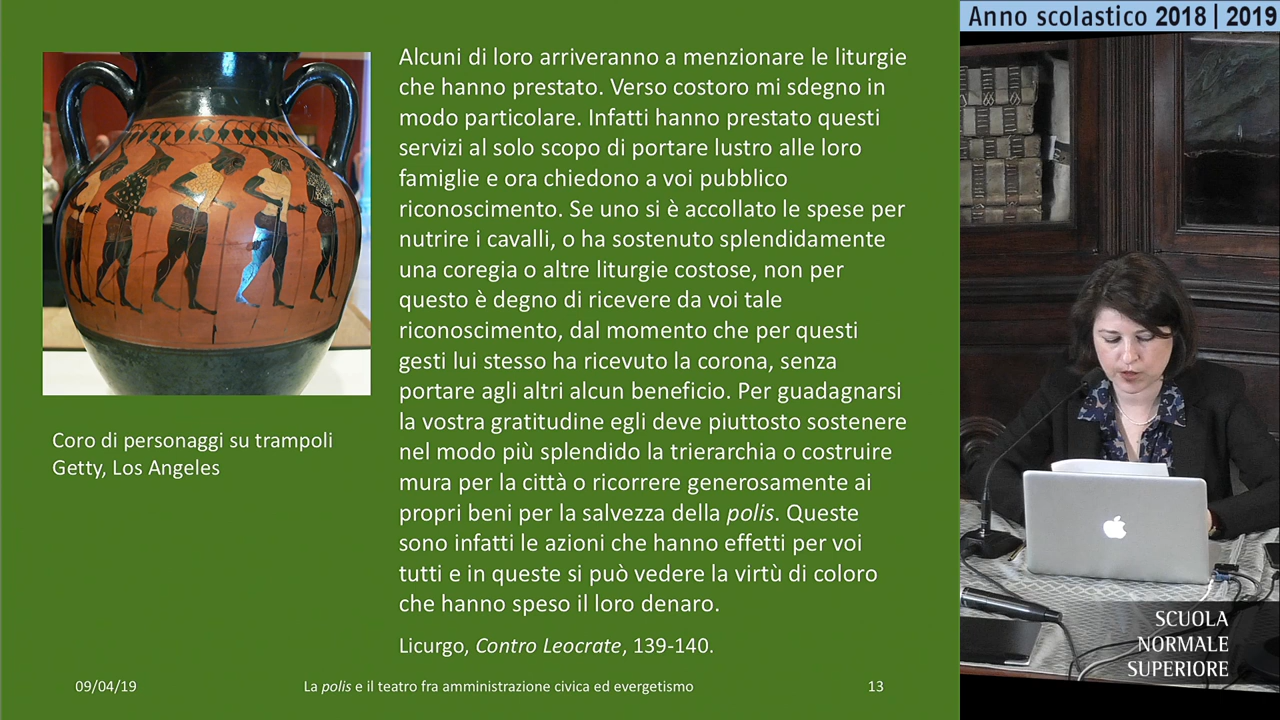 Anno scolastico 2018 | 2019
Alcuni di loro arriveranno a menzionare le liturgie
che hanno prestato. Verso costoro mi sdegno in
modo particolare. Infatti hanno prestato questi
servizi al solo scopo di portare lustro alle loro
famiglie e ora chiedono a voi pubblico
riconoscimento. Se uno si è accollato le spese per
nutrire i cavalli, o ha sostenuto splendidamente
una coregia o altre liturgie costose, non per
questo è degno di ricevere da voi tale
riconoscimento, dal momento che per questi
gesti lui stesso ha ricevuto la corona, senza
portare agli altri alcun beneficio. Per guadagnarsi
la vostra gratitudine egli deve piuttosto sostenere
nel modo più splendido la trierarchia o costruire
mura per la città o ricorrere generosamente ai
propri beni per la salvezza della polis. Queste
sono infatti le azioni che hanno effetti per voi
tutti e in queste si può vedere la virtù di coloro
che hanno speso il loro denaro.
Licurgo, Contro Leocrate, 139-140.
Coro di personaggi su trampoli
Getty, Los Angeles
09/04/19
La polis e il teatro fra amministrazione civica ed evergetismo
13
SCUOLA
NORMALE
SUPERIORE